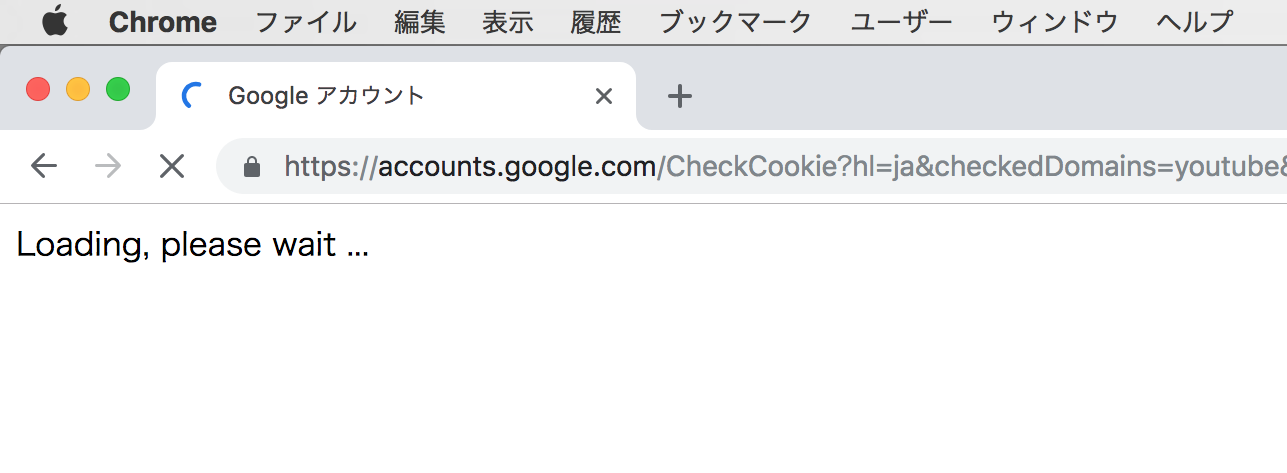 Chrome ファイル 編集 表示 履歴 ブックマーク ユーザー ウィンドウ ヘルプ
Google アカウント
https://accounts.google.com/CheckCookie?hl=ja&checkedDomains=youtube&
Loading, please wait ...